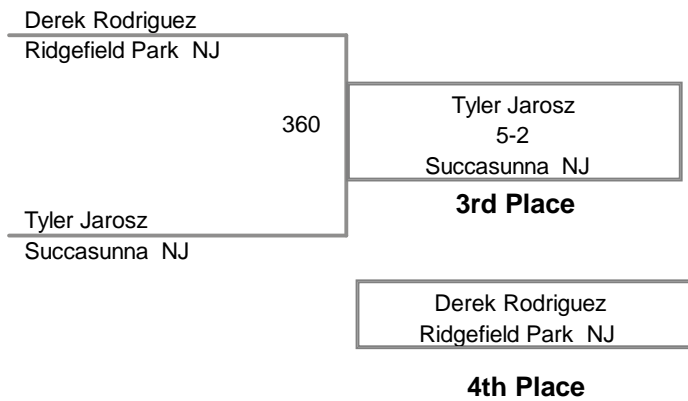 Derek Rodriguez
Ridgefield Park NJ
360
Tyler Jarosz
5-2
Succasunna NJ
3rd Place
Tyler Jarosz
Succasunna NJ
Derek Rodriguez
Ridgefield Park NJ
4th Place